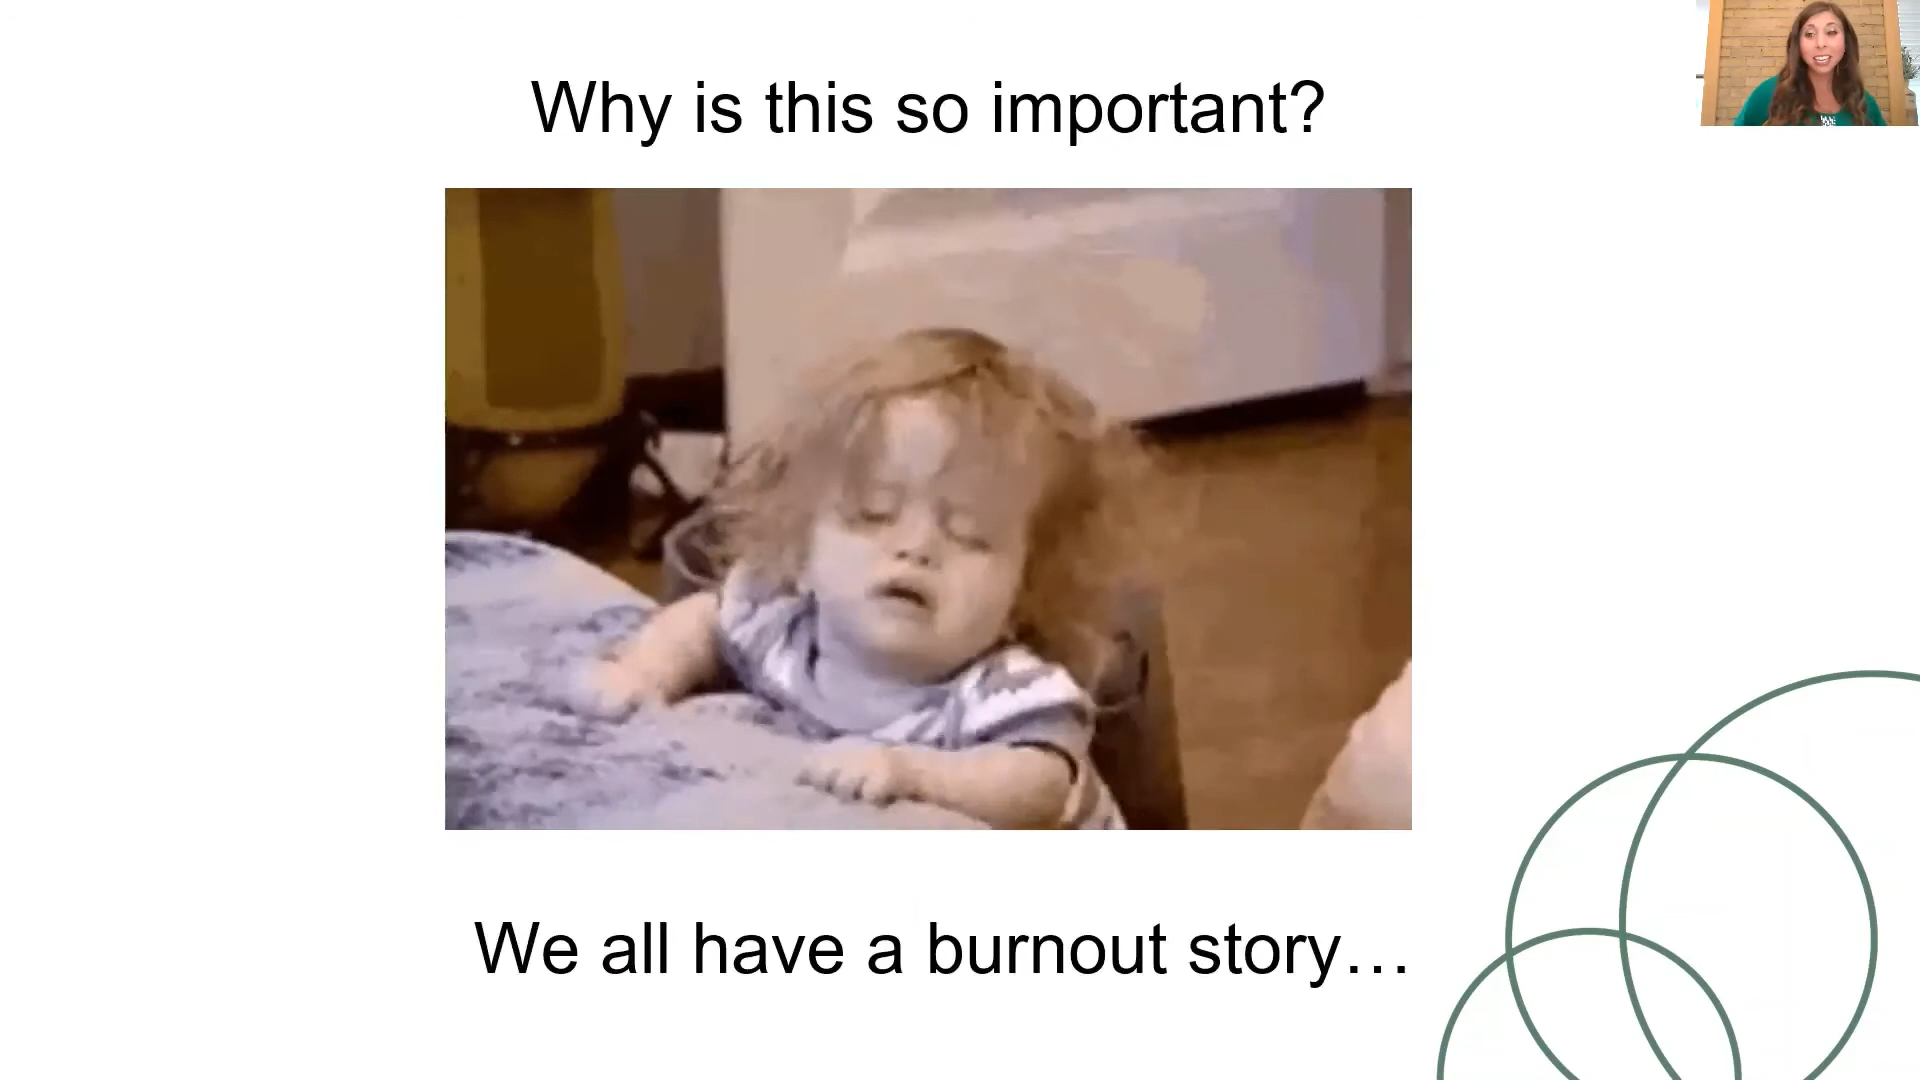 Why is this so important?
We all have a burnout story…